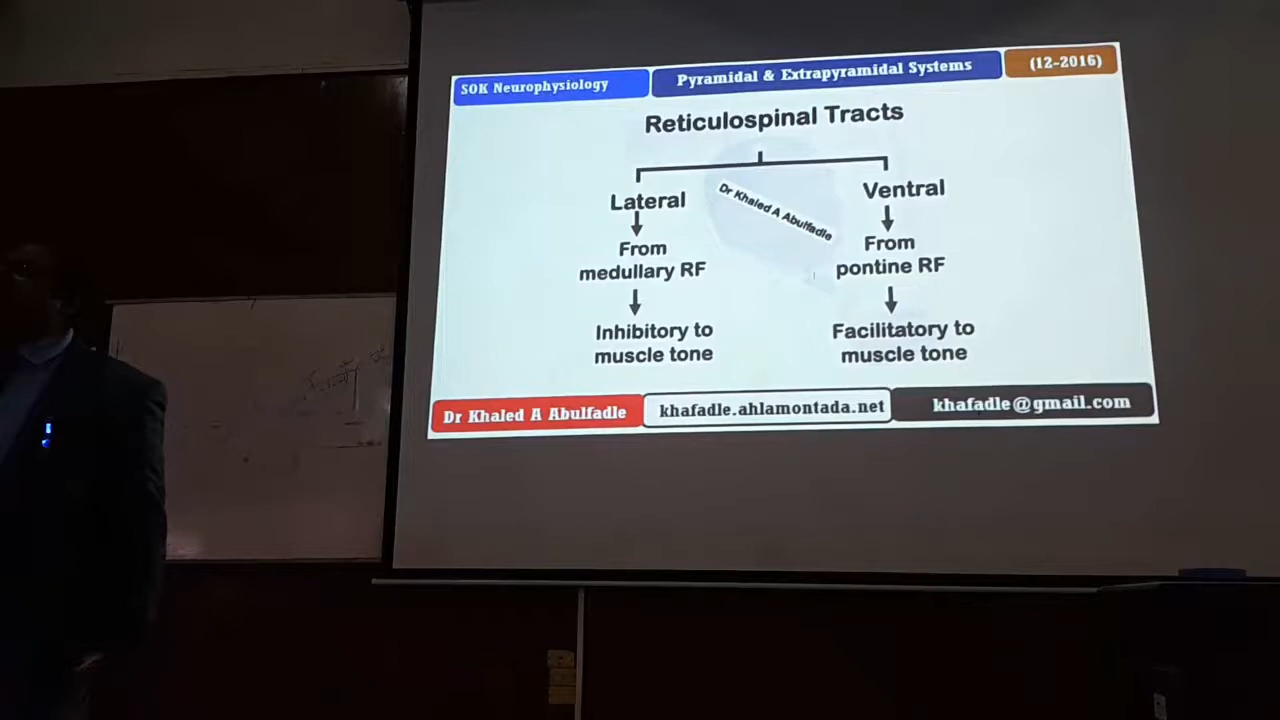 SOK Neurophysiology
Pyramidal & Extrapyramidal Systems
(12-2016)
Reticulospinal Tracts
Lateral
Ventral
Dr Khaled A Abulfadle
From
medullary RF
From
pontine RF
Inhibitory to
muscle tone
Facilitatory to
muscle tone
Dr Khaled A Abulfadle
khafadle.ahlamontada.net
khafadle@gmail.com